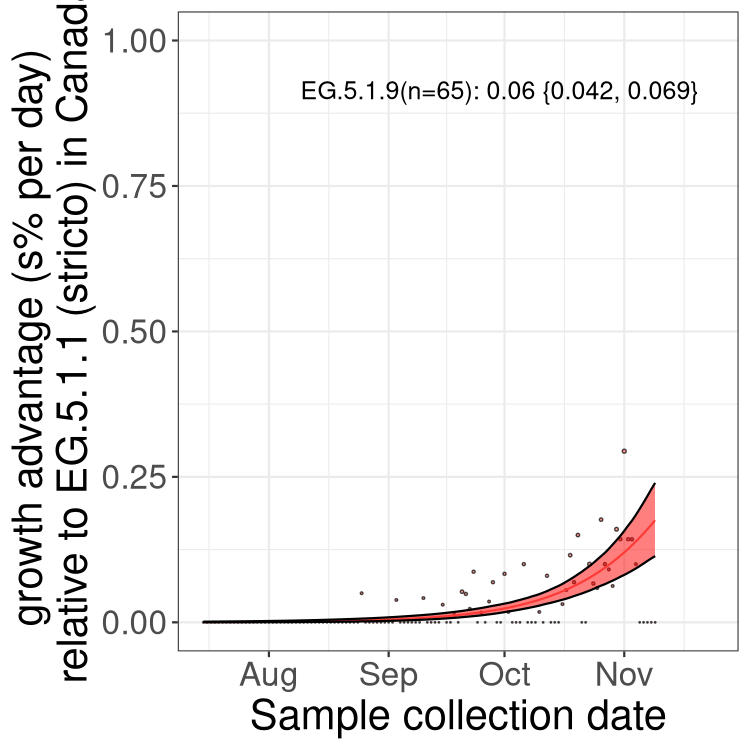 growth advantage (s% per day)
relative to EG.5.1.1 (stricto) in Canada
1.00
0.75
0.50
0.25
0.00
EG.5.1.9(n=65): 0.06 {0.042, 0.069}
Aug Sep Oct Nov
Sample collection date